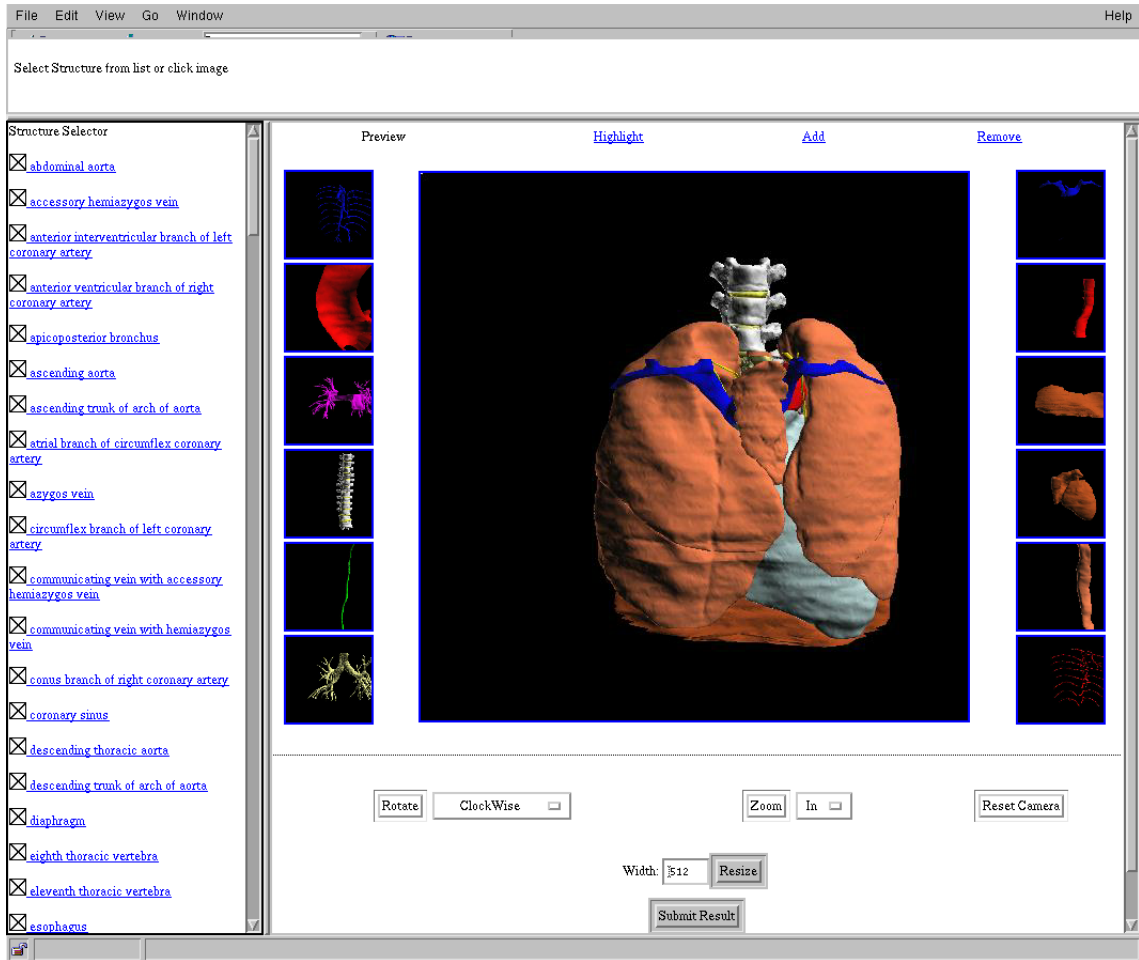 File Edit View Go Window Help
Select Structure from list or click image
Structure Selector
abdominal aorta
accessory hemiazygos vein
anterior interventricular branch of left
coronary artery
anterior ventricular branch of right
coronary artery
apicoposterior bronchus
ascending aorta
ascending trunk of arch of aorta
atrial branch of circumflex coronary
artery
azygos vein
circumflex branch of left coronary
artery
communicating vein with accessory
hemiazygos vein
communicating vein with hemiazygos
vein
conus branch of right coronary artery
coronary sinus
descending thoracic aorta
descending trunk of arch of aorta
diaphragm
eighth thoracic vertebra
eleventh thoracic vertebra
esophagus
Preview Highlight Add Remove
Rotate ClockWise Zoom In Reset Camera
Width: 512 Resize
Submit Result